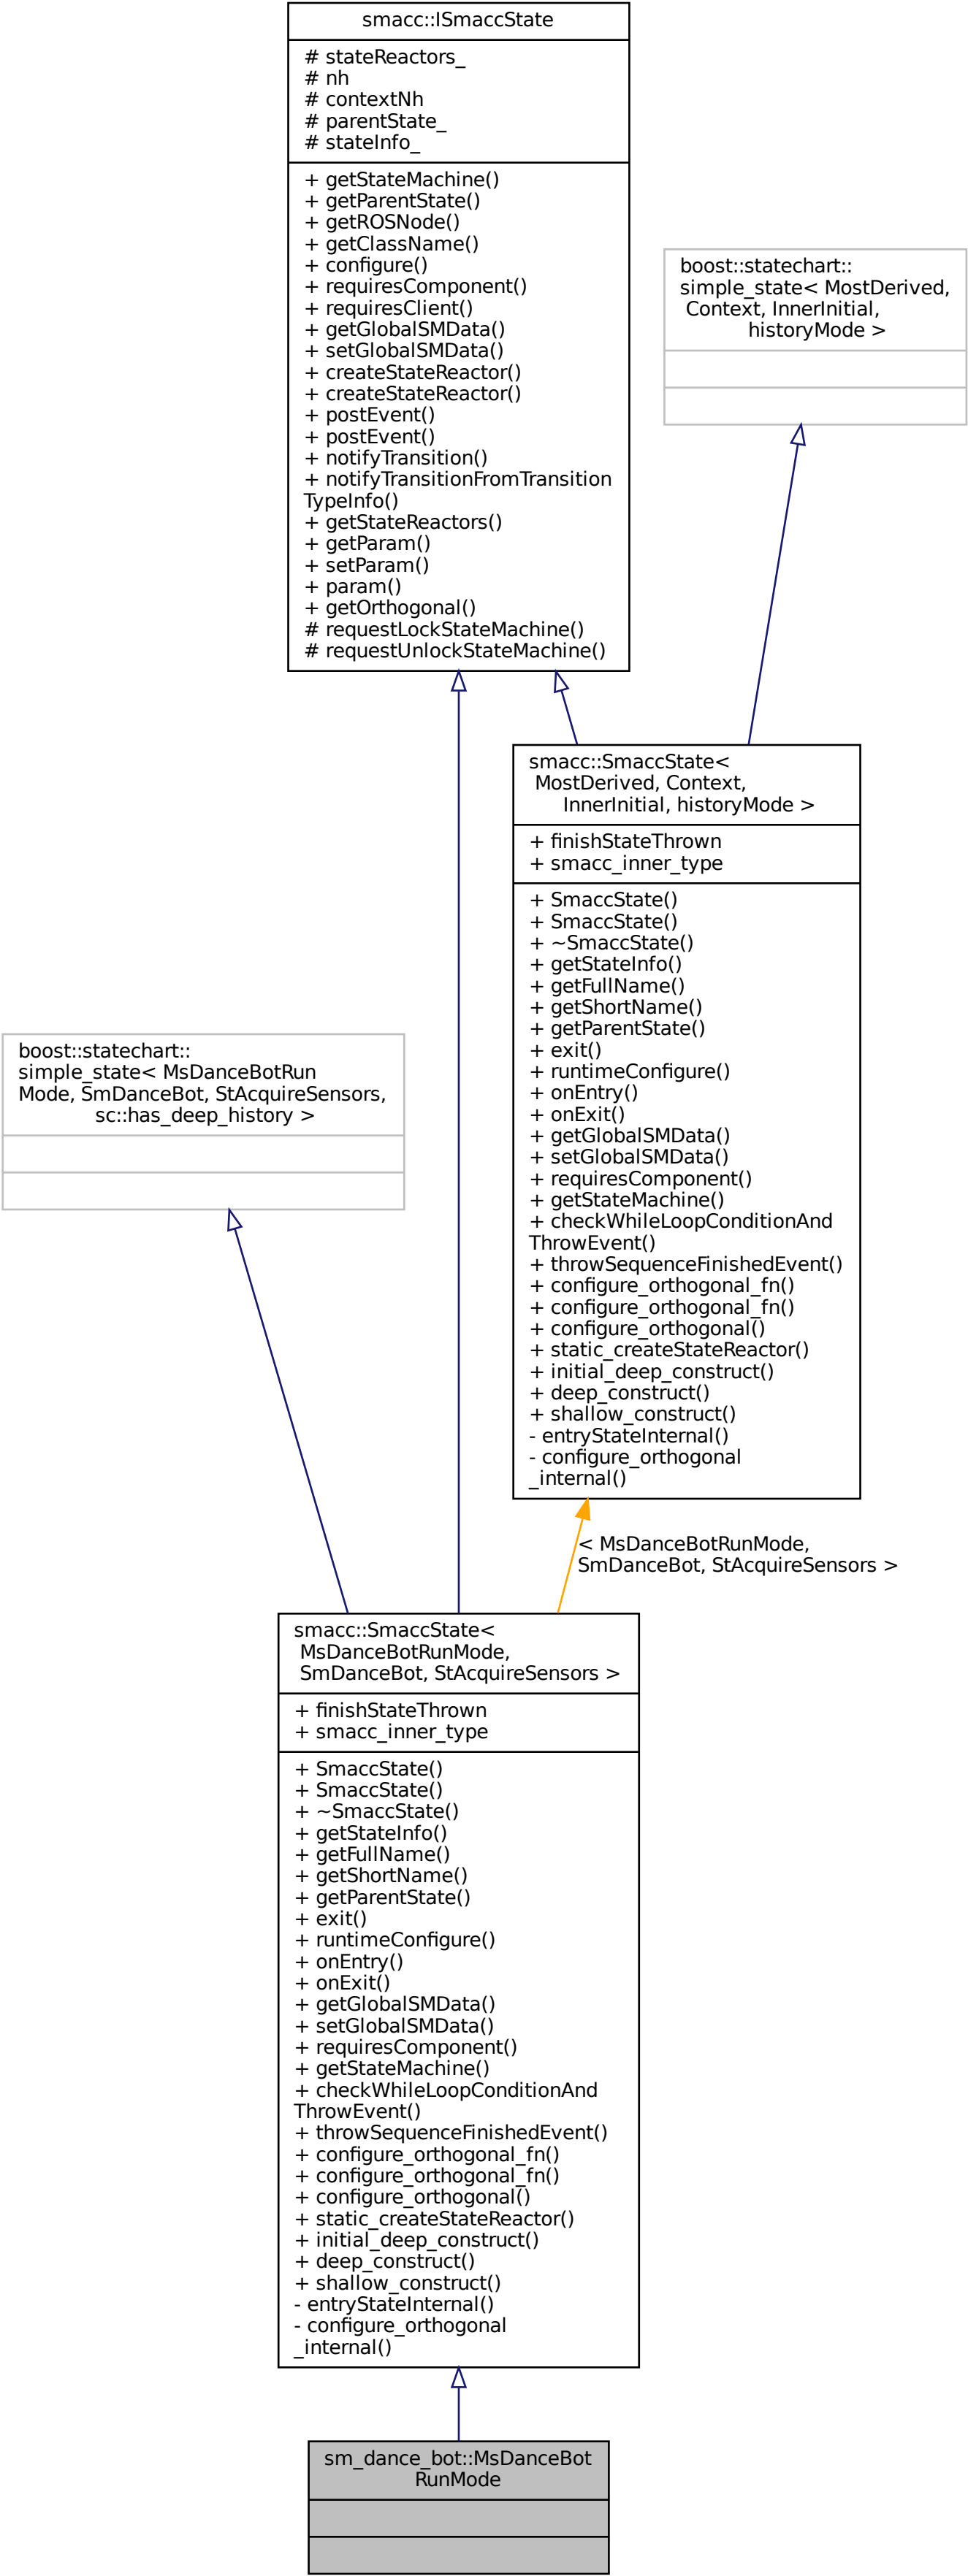 smacc::ISmaccState
# stateReactors_
# nh
# contextNh
# parentState_
# stateInfo_
+ getStateMachine()
+ getParentState()
+ getROSNode()
+ getClassName()
+ configure()
+ requiresComponent()
+ requiresClient()
+ getGlobalSMData()
+ setGlobalSMData()
+ createStateReactor()
+ createStateReactor()
+ postEvent()
+ postEvent()
+ notifyTransition()
+ notifyTransitionFromTransition
TypeInfo()
+ getStateReactors()
+ getParam()
+ setParam()
+ param()
+ getOrthogonal()
# requestLockStateMachine()
# requestUnlockStateMachine()
boost::statechart::
simple_state< MostDerived,
Context, InnerInitial,
historyMode >
smacc::SmaccState<
MostDerived, Context,
InnerInitial, historyMode >
+ finishStateThrown
+ smacc_inner_type
+ SmaccState()
+ SmaccState()
+ ~SmaccState()
+ getStateInfo()
+ getFullName()
+ getShortName()
+ getParentState()
+ exit()
+ runtimeConfigure()
+ onEntry()
+ onExit()
+ getGlobalSMData()
+ setGlobalSMData()
+ requiresComponent()
+ getStateMachine()
+ checkWhileLoopConditionAnd
ThrowEvent()
+ throwSequenceFinishedEvent()
+ configure_orthogonal_fn()
+ configure_orthogonal_fn()
+ configure_orthogonal()
+ static_createStateReactor()
+ initial_deep_construct()
+ deep_construct()
+ shallow_construct()
- entryStateInternal()
- configure_orthogonal
_internal()
boost::statechart::
simple_state< MsDanceBotRun
Mode, SmDanceBot, StAcquireSensors,
sc::has_deep_history >
< MsDanceBotRunMode,
SmDanceBot, StAcquireSensors >
smacc::SmaccState<
MsDanceBotRunMode,
SmDanceBot, StAcquireSensors >
+ finishStateThrown
+ smacc_inner_type
+ SmaccState()
+ SmaccState()
+ ~SmaccState()
+ getStateInfo()
+ getFullName()
+ getShortName()
+ getParentState()
+ exit()
+ runtimeConfigure()
+ onEntry()
+ onExit()
+ getGlobalSMData()
+ setGlobalSMData()
+ requiresComponent()
+ getStateMachine()
+ checkWhileLoopConditionAnd
ThrowEvent()
+ throwSequenceFinishedEvent()
+ configure_orthogonal_fn()
+ configure_orthogonal_fn()
+ configure_orthogonal()
+ static_createStateReactor()
+ initial_deep_construct()
+ deep_construct()
+ shallow_construct()
- entryStateInternal()
- configure_orthogonal
_internal()
sm_dance_bot::MsDanceBot
RunMode